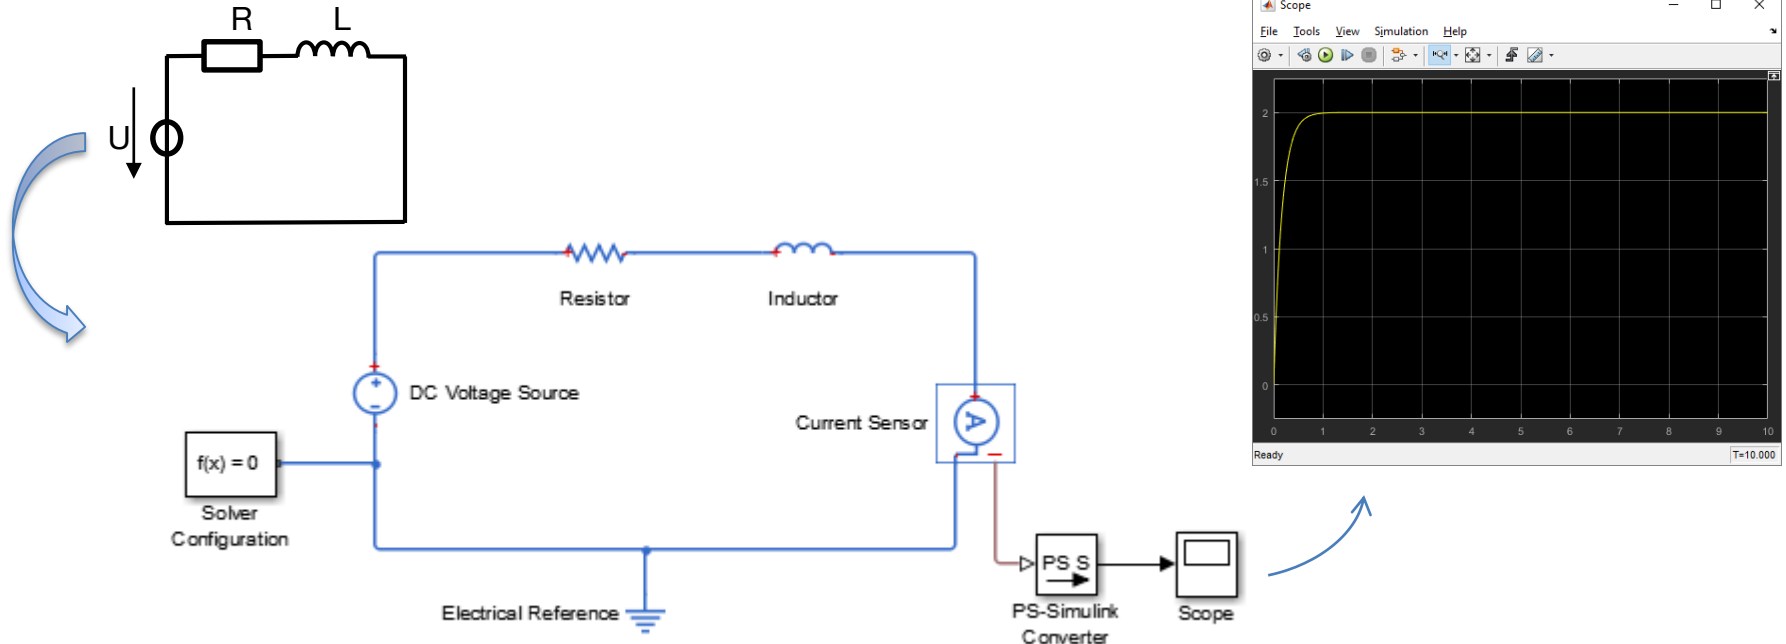 R
L
U
Resistor
Inductor
DC Voltage Source
Current Sensor
f(x) = 0
Solver
Configuration
Electrical Reference
PS S
PS-Simulink
Converter
Scope
A
Scope
File Tools View Simulation Help
2
1.5
1
0.5
0
0 1 2 3 4 5 6 7 8 9 10
Ready
T=10.000